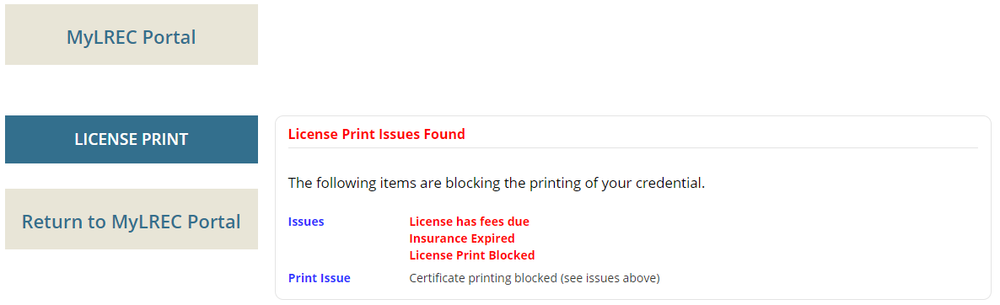 MyLREC Portal
LICENSE PRINT
Return to MyLREC Portal
License Print Issues Found
The following items are blocking the printing of your credential.
Issues License has fees due
Insurance Expired
License Print Blocked
Print Issue Certificate printing blocked (see issues above)